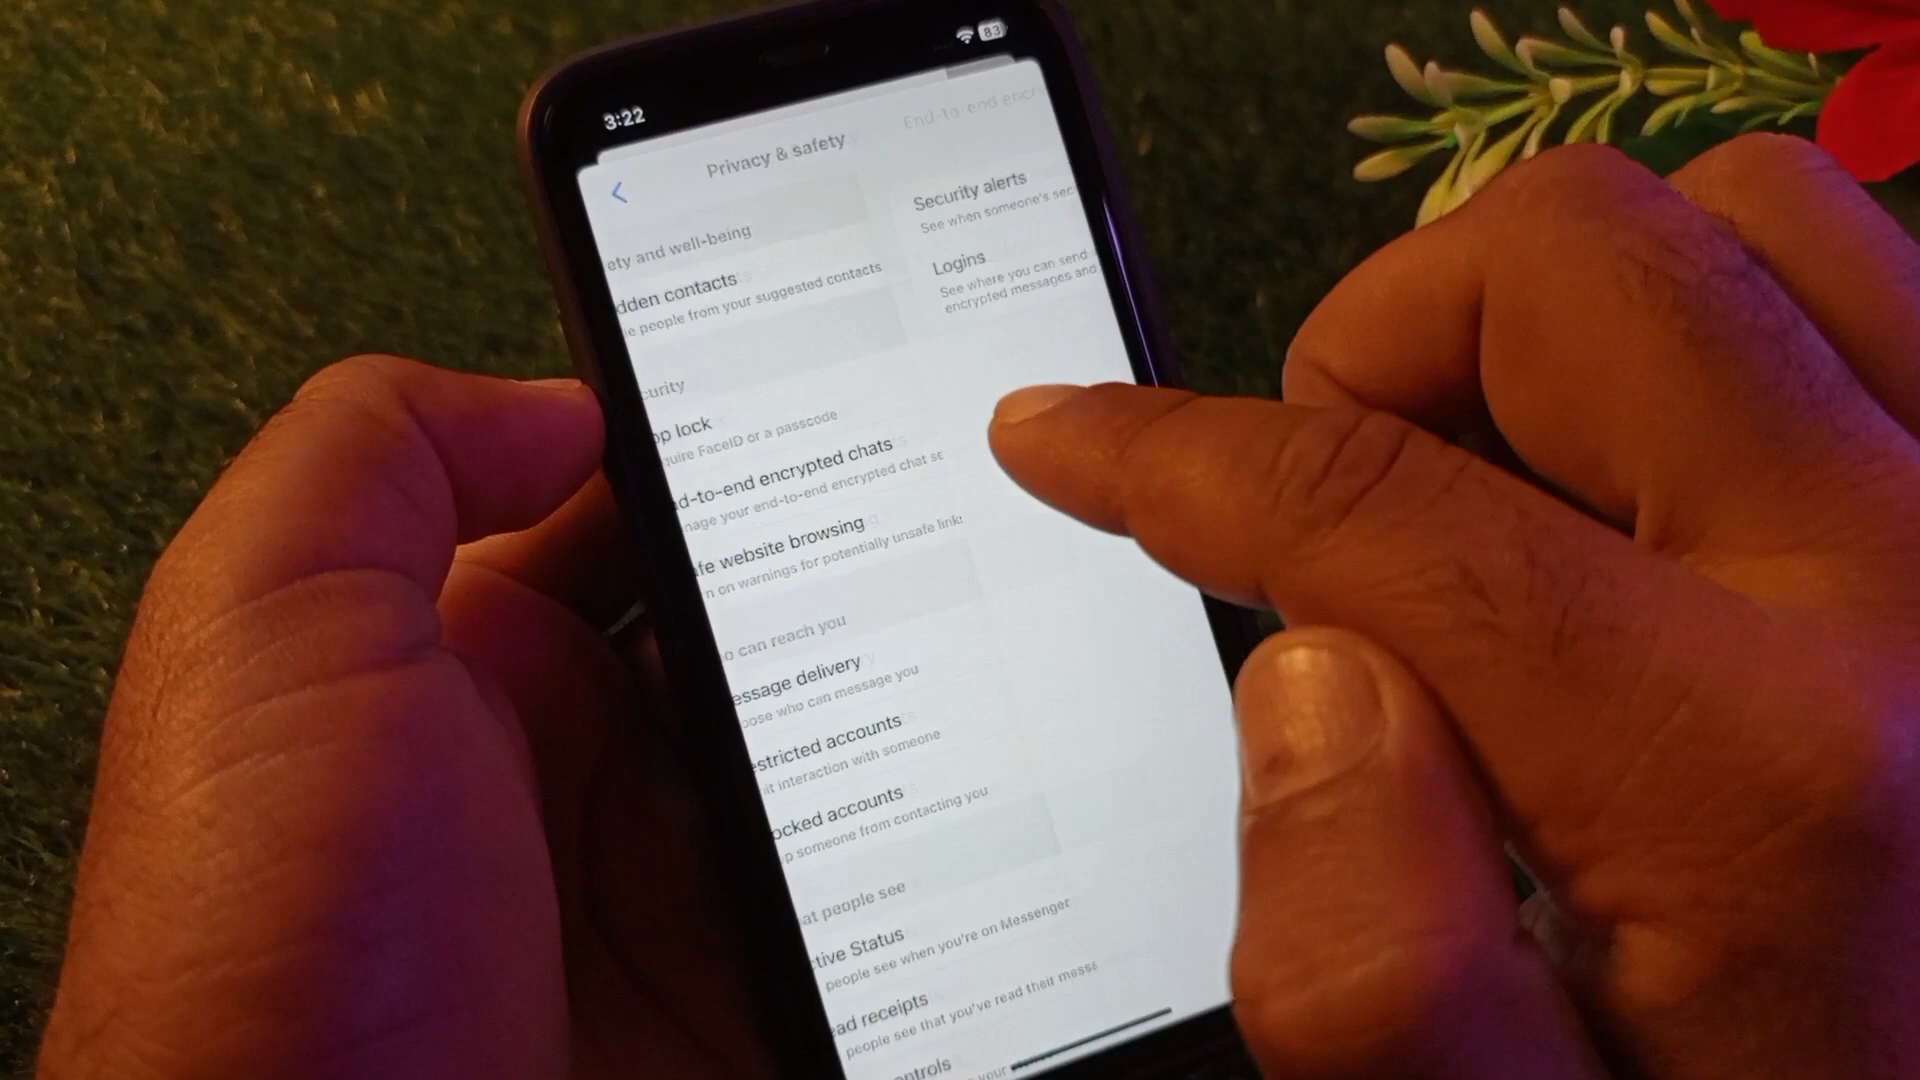 3:22
83
Privacy & safety
End-to-end encr
ety and well-being
dden contacts
le people from your suggested contacts
curity
pp lock
quire FaceID or a passcode
d-to-end encrypted chats
nage your end-to-end encrypted chat se
fe website browsing
n on warnings for potentially unsafe link
o can reach you
essage delivery
oose who can message you
estricted accounts
it interaction with someone
ocked accounts
p someone from contacting you
at people see
tive Status
people see when you're on Messenger
ead receipts
people see that you've read their messa
ontrols
your
Security alerts
See when someone's sec
Logins
See where you can send
encrypted messages and